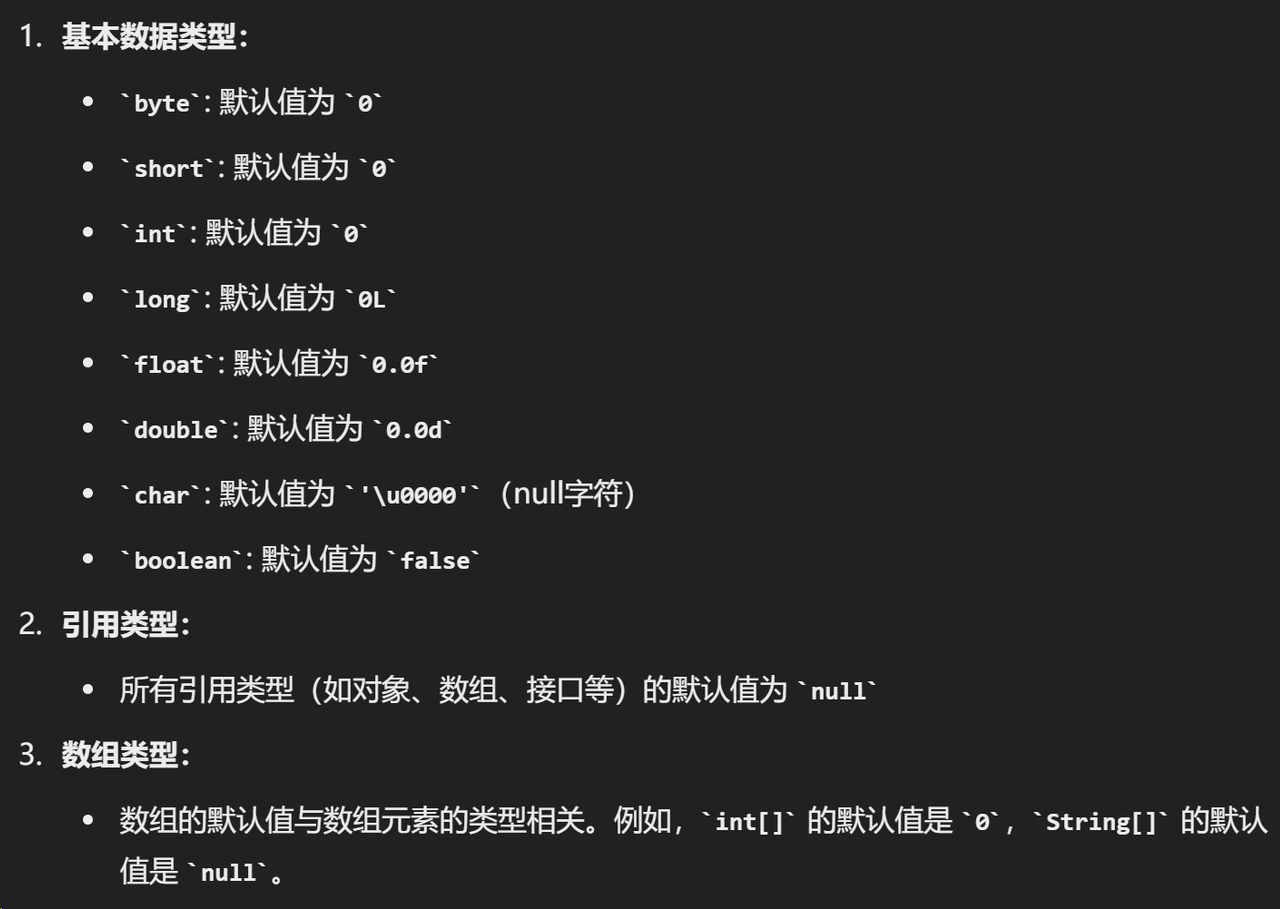 1. 基本数据类型：
• `byte`: 默认值为 `0`
• `short`: 默认值为 `0`
• `int`: 默认值为 `0`
• `long`: 默认值为 `0L`
• `float`: 默认值为 `0.0f`
• `double`: 默认值为 `0.0d`
• `char`: 默认值为 `'\u0000'`（null字符）
• `boolean`: 默认值为 `false`
2. 引用类型：
• 所有引用类型（如对象、数组、接口等）的默认值为 `null`
3. 数组类型：
• 数组的默认值与数组元素的类型相关。例如，`int[]` 的默认值是 `0`，`String[]` 的默认
值是 `null`。